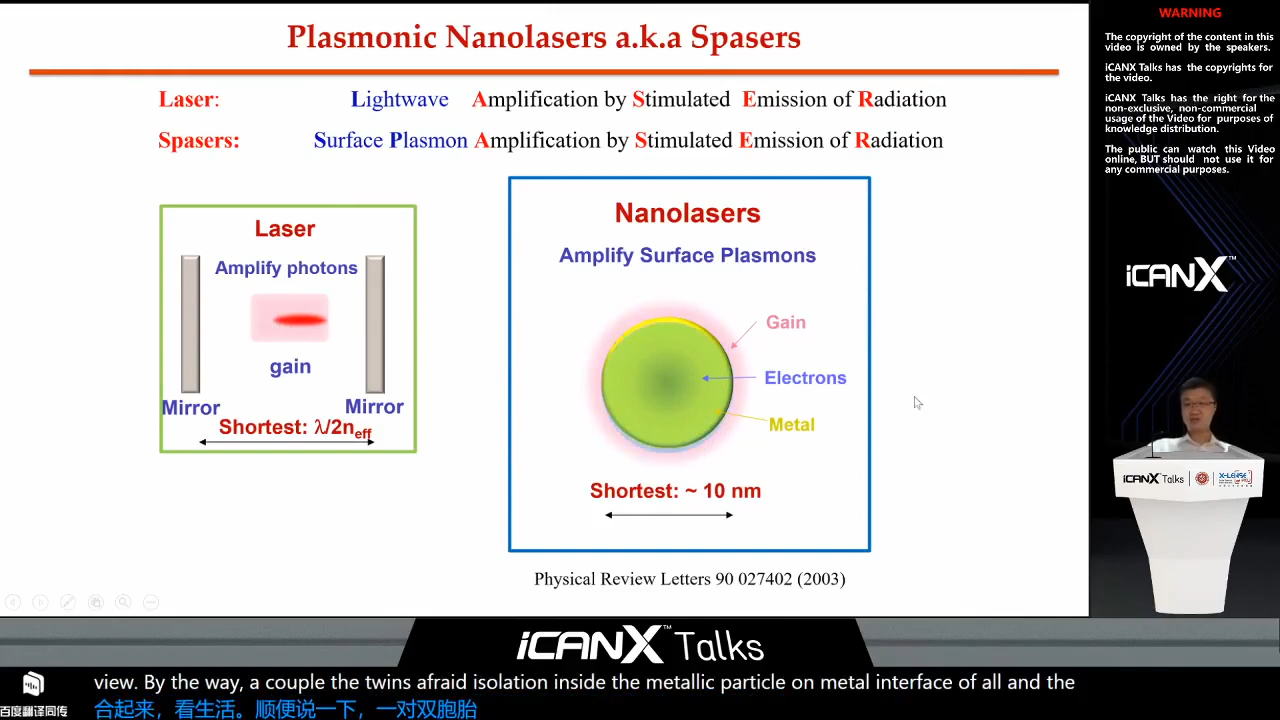 Plasmonic Nanolasers a.k.a Spasers
Laser: Lightwave Amplification by Stimulated Emission of Radiation
Spasers: Surface Plasmon Amplification by Stimulated Emission of Radiation
Laser
Amplify photons
gain
Mirror
Mirror
Shortest: λ/2neff
Nanolasers
Amplify Surface Plasmons
Gain
Electrons
Metal
Shortest: ~ 10 nm
Physical Review Letters 90 027402 (2003)
WARNING
The copyright of the content in this
video is owned by the speakers.
iCANX Talks has the copyrights for
the video.
iCANX Talks has the right for the
non-exclusive, non-commercial
usage of the Video for purposes of
knowledge distribution.
The public can watch this Video
online, BUT should not use it for
any commercial purposes.
iCANX™
iCANX Talks
X-LENSE
iCANX™ Talks
view. By the way, a couple the twins afraid isolation inside the metallic particle on metal interface of all and the
合起来，看生活。顺便说一下，一对双胞胎
百度翻译同传